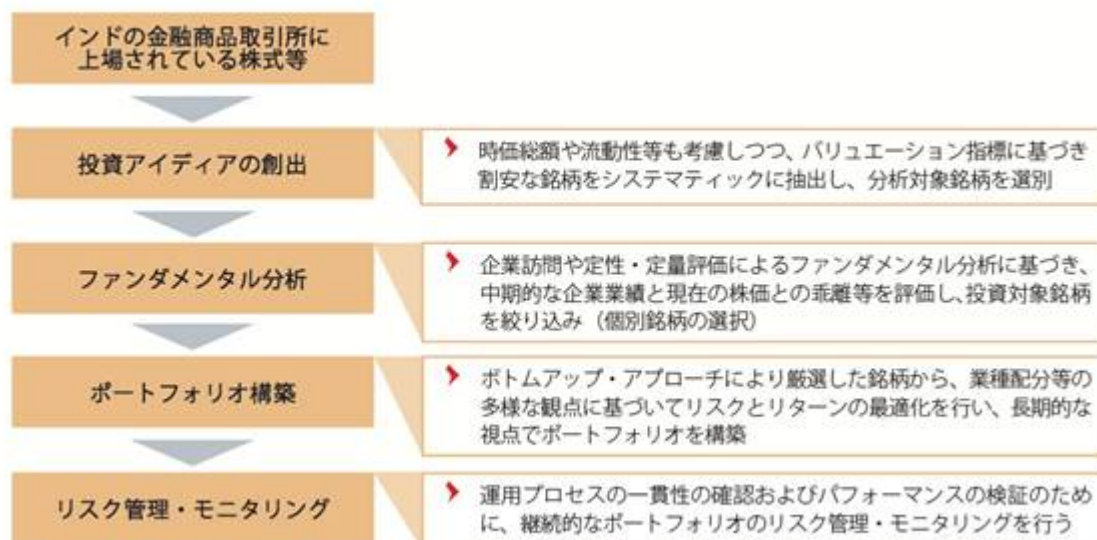 インドの金融商品取引所に
上場されている株式等
投資アイディアの創出
時価総額や流動性等も考慮しつつ、バリュエーション指標に基づき
割安な銘柄をシステマティックに抽出し、分析対象銘柄を選別
ファンダメンタル分析
企業訪問や定性・定量評価によるファンダメンタル分析に基づき、
中期的な企業業績と現在の株価との乖離等を評価し、投資対象銘柄
を絞り込み（個別銘柄の選択）
ポートフォリオ構築
ボトムアップ・アプローチにより厳選した銘柄から、業種配分等の
多様な観点に基づいてリスクとリターンの最適化を行い、長期的な
視点でポートフォリオを構築
リスク管理・モニタリング
運用プロセスの一貫性の確認およびパフォーマンスの検証のため
に、継続的なポートフォリオのリスク管理・モニタリングを行う